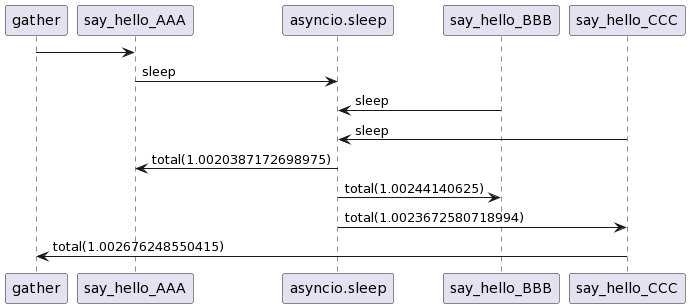 gather say_hello_AAA asyncio.sleep say_hello_BBB say_hello_CCC
sleep
sleep
sleep
total(1.0020387172698975)
total(1.00244140625)
total(1.0023672580718994)
total(1.002676248550415)
gather say_hello_AAA asyncio.sleep say_hello_BBB say_hello_CCC